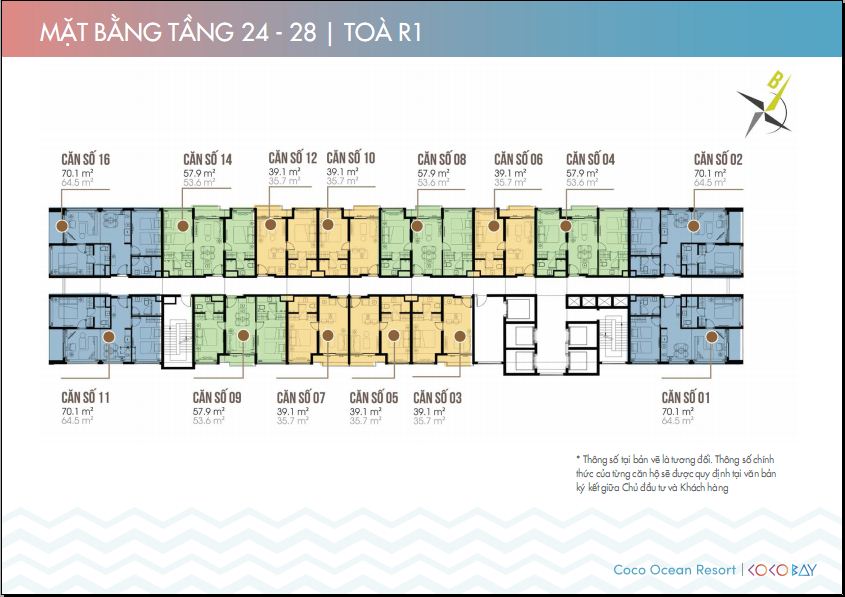 MẶT BẰNG TẦNG 24 - 28 | TOÀ R1
B
CĂN SỐ 16
70.1 m²
64.5 m²
CĂN SỐ 14
57.9 m²
53.6 m²
CĂN SỐ 12
39.1 m²
35.7 m²
CĂN SỐ 10
39.1 m²
35.7 m²
CĂN SỐ 08
57.9 m²
53.6 m²
CĂN SỐ 06
39.1 m²
35.7 m²
CĂN SỐ 04
57.9 m²
53.6 m²
CĂN SỐ 02
70.1 m²
64.5 m²
CĂN SỐ 11
70.1 m²
64.5 m²
CĂN SỐ 09
57.9 m²
53.6 m²
CĂN SỐ 07
39.1 m²
35.7 m²
CĂN SỐ 05
39.1 m²
35.7 m²
CĂN SỐ 03
39.1 m²
35.7 m²
CĂN SỐ 01
70.1 m²
64.5 m²
* Thông số tại bản vẽ là tương đối. Thông số chính
thức của từng căn hộ sẽ được quy định tại văn bản
ký kết giữa Chủ đầu tư và Khách hàng
Coco Ocean Resort | COCOBAY